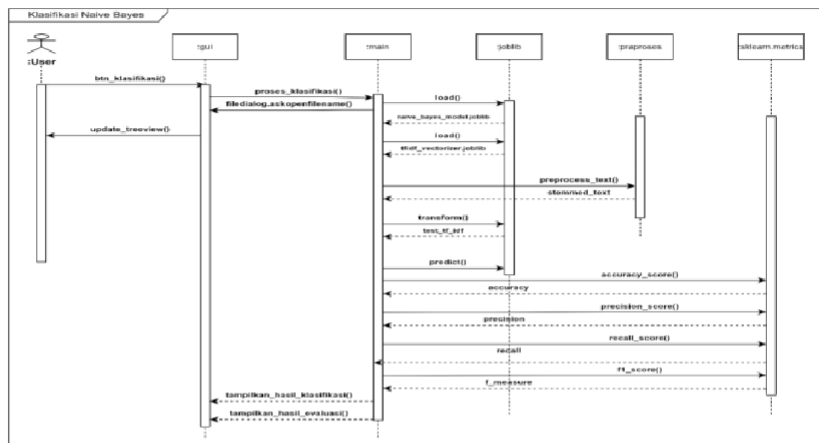 Klasifikasi Naive Bayes
:User
:gui
:main
:joblib
:praproses
:sklearn.metrics
btn_klasifikasi()
proses_klasifikasi()
load()
filedialog.askopenfilename()
naive_bayes_model.joblib
update_treeview()
load()
tfidf_vectorizer.joblib
preprocess_text()
stemmed_text
transform()
test_tf_idf
predict()
accuracy_score()
accuracy
precision_score()
precision
recall_score()
recall
f1_score()
f_measure
tampilkan_hasil_klasifikasi()
tampilkan_hasil_evaluasi()